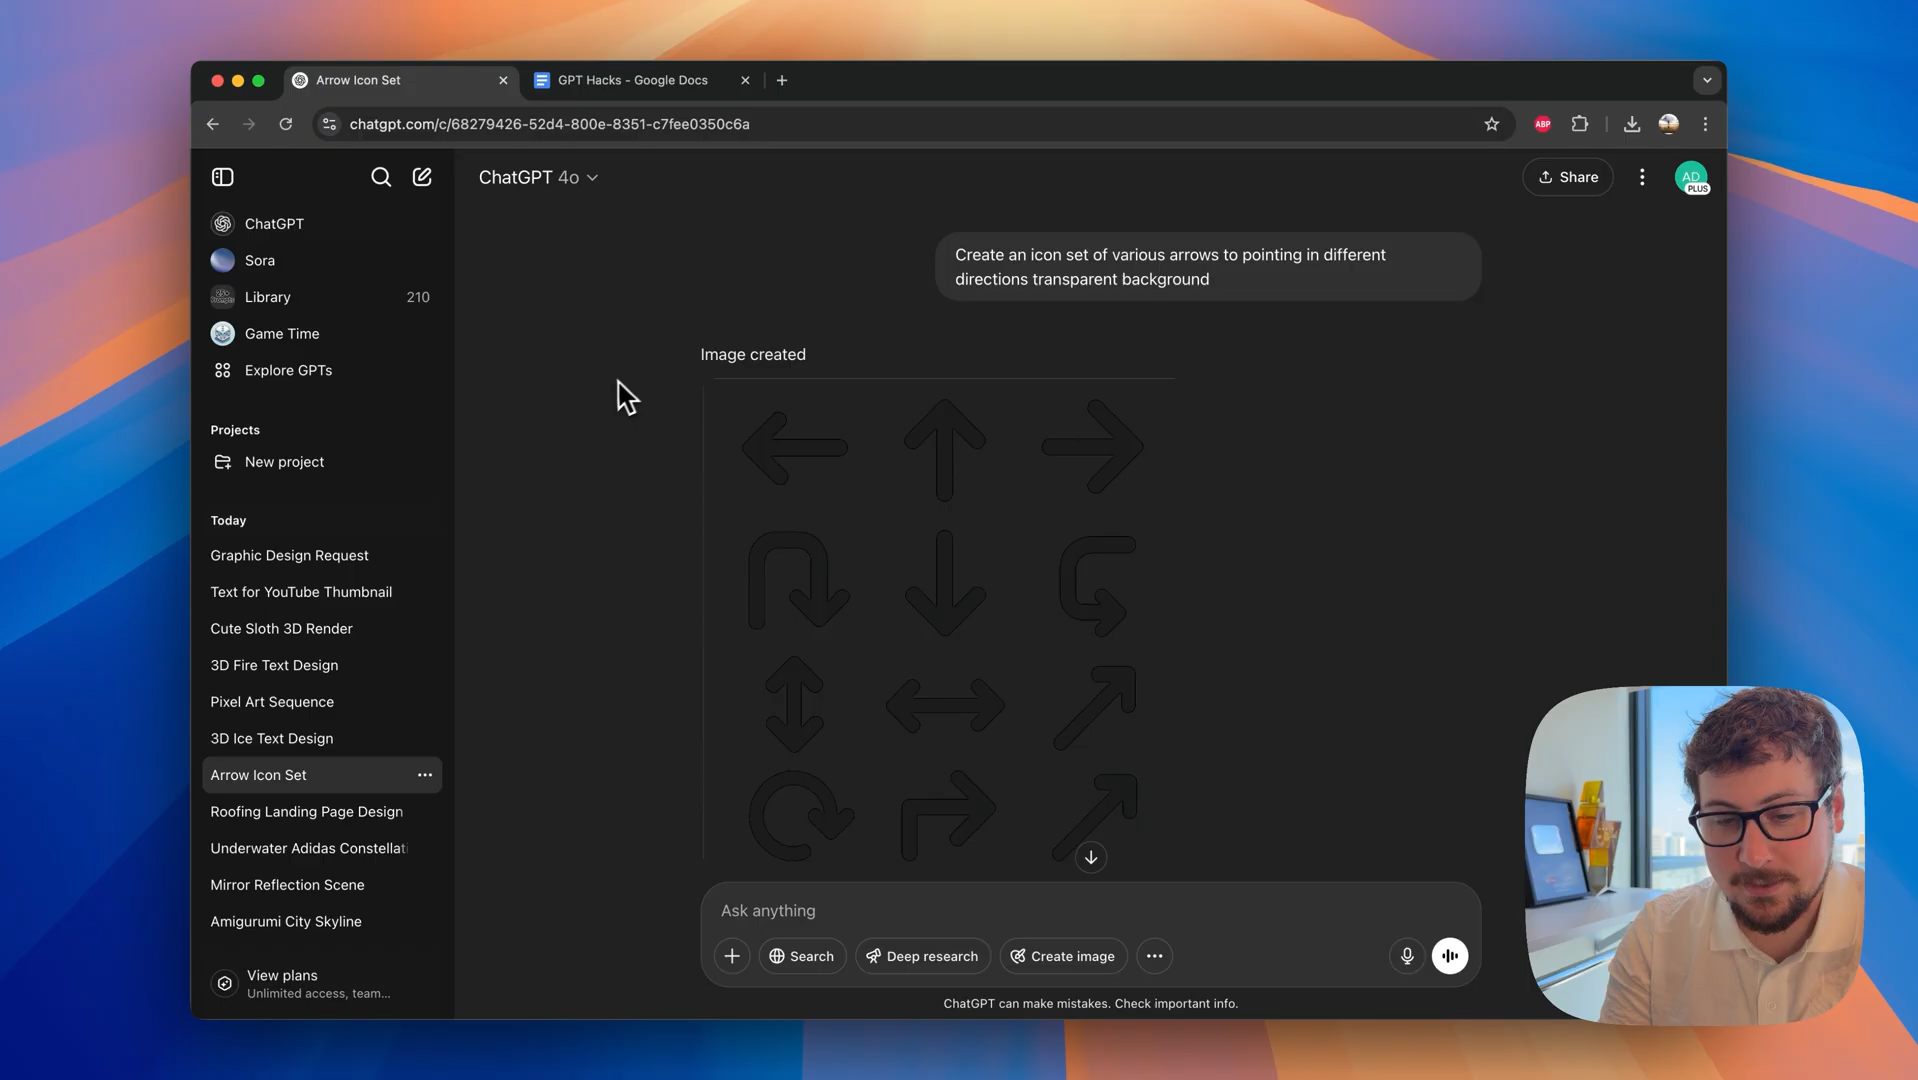 Arrow Icon Set
GPT Hacks - Google Docs
chatgpt.com/c/68279426-52d4-800e-8351-c7fee0350c6a
ABP
ChatGPT 4o
Share
AD
PLUS
ChatGPT
Sora
Library
210
Game Time
Explore GPTs
Projects
New project
Today
Graphic Design Request
Text for YouTube Thumbnail
Cute Sloth 3D Render
3D Fire Text Design
Pixel Art Sequence
3D Ice Text Design
Arrow Icon Set
Roofing Landing Page Design
Underwater Adidas Constellati
Mirror Reflection Scene
Amigurumi City Skyline
View plans
Unlimited access, team...
Create an icon set of various arrows to pointing in different
directions transparent background
Image created
Ask anything
Search
Deep research
Create image
ChatGPT can make mistakes. Check important info.